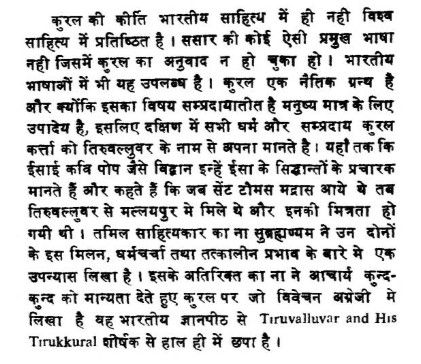 कुरल की कीर्ति भारतीय साहित्य में ही नही विश्व
साहित्य में प्रतिष्ठित है । ससार की कोई ऐसी प्रमुख भाषा
नही जिसमें कुरल का अनुवाद न हो चुका हो । भारतीय
भाषाओं में भी यह उपलब्ध है । कुरल एक नैतिक ग्रन्थ है
और क्योंकि इसका विषय सम्प्रदायातीत है मनुष्य मात्र के लिए
उपादेय है, इसलिए दक्षिण में सभी धर्म और सम्प्रदाय कुरल
कर्त्ता को तिरुवल्लुवर के नाम से अपना मानते है । यहाँ तक कि
ईसाई कवि पोप जैसे विद्वान इन्हें ईसा के सिद्धान्तों के प्रचारक
मानते हैं और कहते हैं कि जब सेंट टौमस मद्रास आये थे तब
तिरुवल्लुवर से मल्लयपुर मे मिले थे और इनकी मित्रता हो
गयी थी । तमिल साहित्यकार का ना सुब्रह्मण्यम ने उन दोनों
के इस मिलन, धर्मचर्चा तथा तत्कालीन प्रभाव के बारे मे एक
उपन्यास लिखा है । इसके अतिरिक्त का ना ने आचार्य कुन्द-
कुन्द को मान्यता देते हुए कुरल पर जो विवेचन अग्रेजी मे
लिखा है वह भारतीय ज्ञानपीठ से Tiruvalluvar and His
Tirukkural शीर्षक से हाल ही में छपा है ।